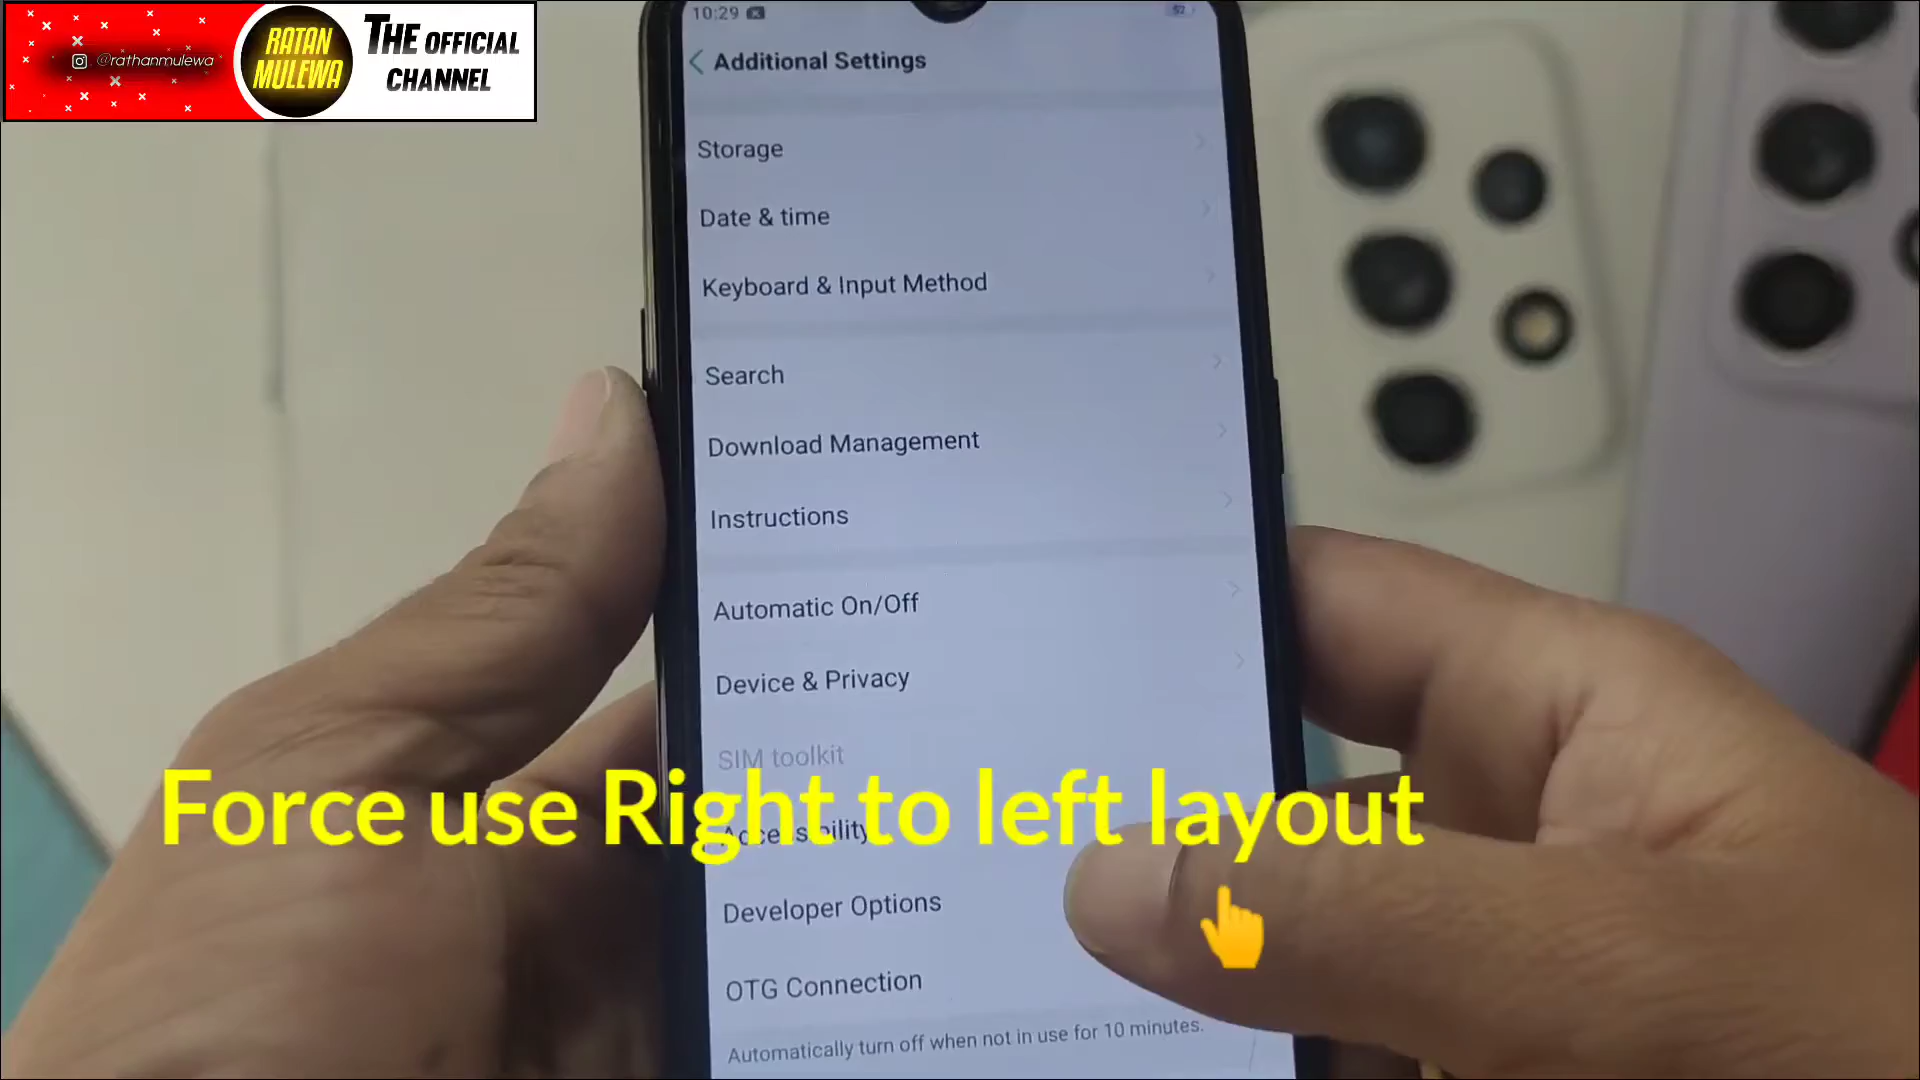 @rathanmulewa
RATAN
MULEWA
THE OFFICIAL
CHANNEL
10:29
Additional Settings
Storage
Date & time
Keyboard & Input Method
Search
Download Management
Instructions
Automatic On/Off
Device & Privacy
SIM toolkit
Force use Right to left layout
Accessibility
Developer Options
OTG Connection
Automatically turn off when not in use for 10 minutes.